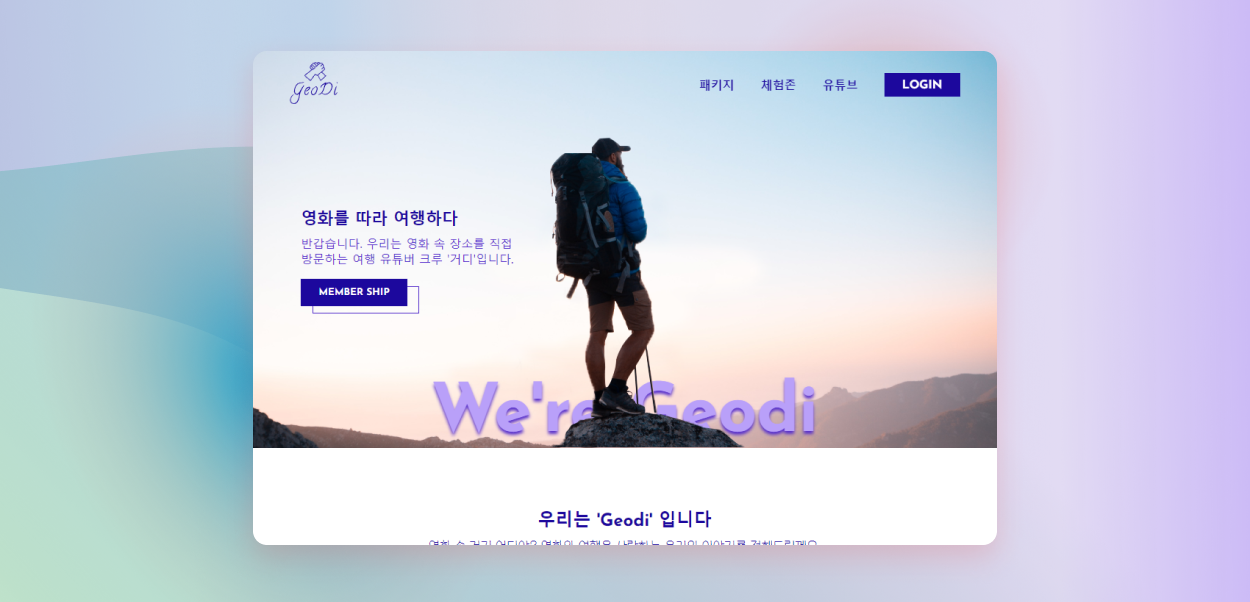 GeoDi
패키지 체험존 유튜브 LOGIN
영화를 따라 여행하다
반갑습니다. 우리는 영화 속 장소를 직접
방문하는 여행 유튜버 크루 '거디'입니다.
MEMBER SHIP
We're Geodi
우리는 'Geodi' 입니다